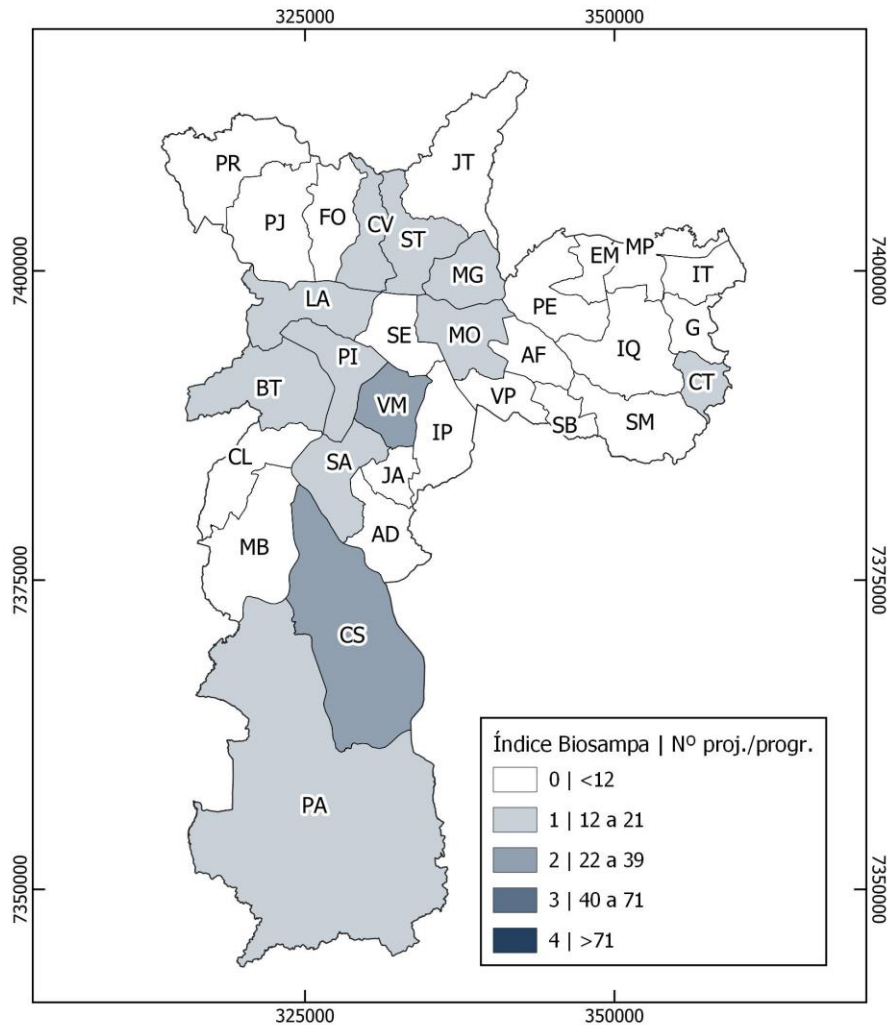 325000 350000
PR
JT
PJ FO CV ST
7400000 7400000
MG
EM MP IT
LA
PE
SE MO
G
PI
AF IQ
CT
BT
VM
VP
SB SM
IP
CL SA JA
MB AD
7375000 7375000
CS
Índice Biosampa | Nº proj./progr.
0 | <12
PA
1 | 12 a 21
2 | 22 a 39
7350000 7350000
3 | 40 a 71
4 | >71
325000 350000